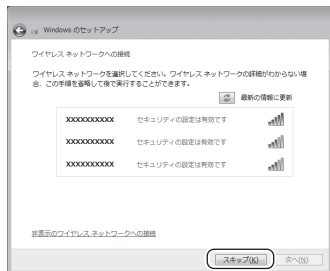 Windows のセットアップ
ワイヤレス ネットワークへの接続
ワイヤレス ネットワークを選択してください。ワイヤレス ネットワークの詳細がわからない場
合、この手順を省略して後で実行することができます。
最新の情報に更新
XXXXXXXXXX セキュリティの設定は有効です
XXXXXXXXXX セキュリティの設定は有効です
XXXXXXXXXX セキュリティの設定は有効です
非表示のワイヤレス ネットワークへの接続
スキップ(K) 次へ(N)